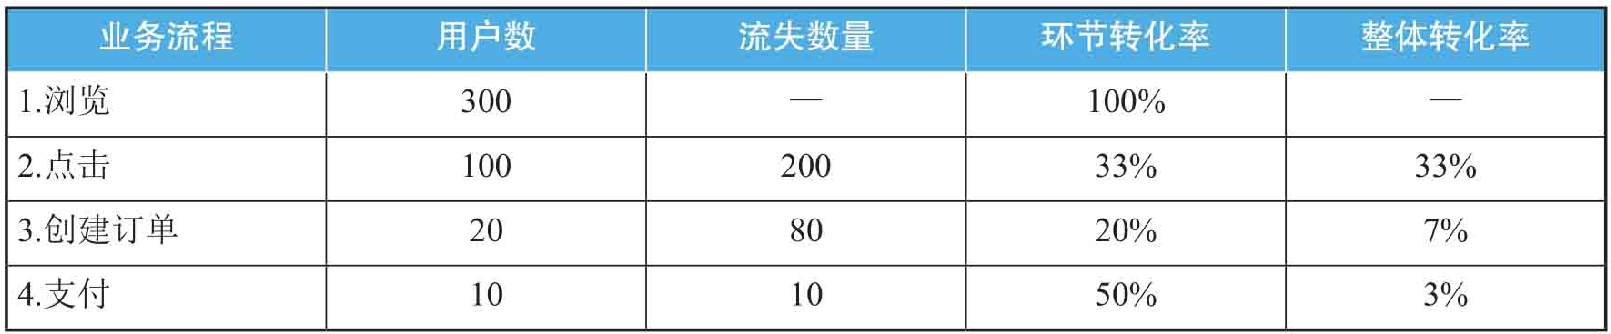 业务流程 用户数 流失数量 环节转化率 整体转化率
1.浏览 300 — 100% —
2.点击 100 200 33% 33%
3.创建订单 20 80 20% 7%
4.支付 10 10 50% 3%